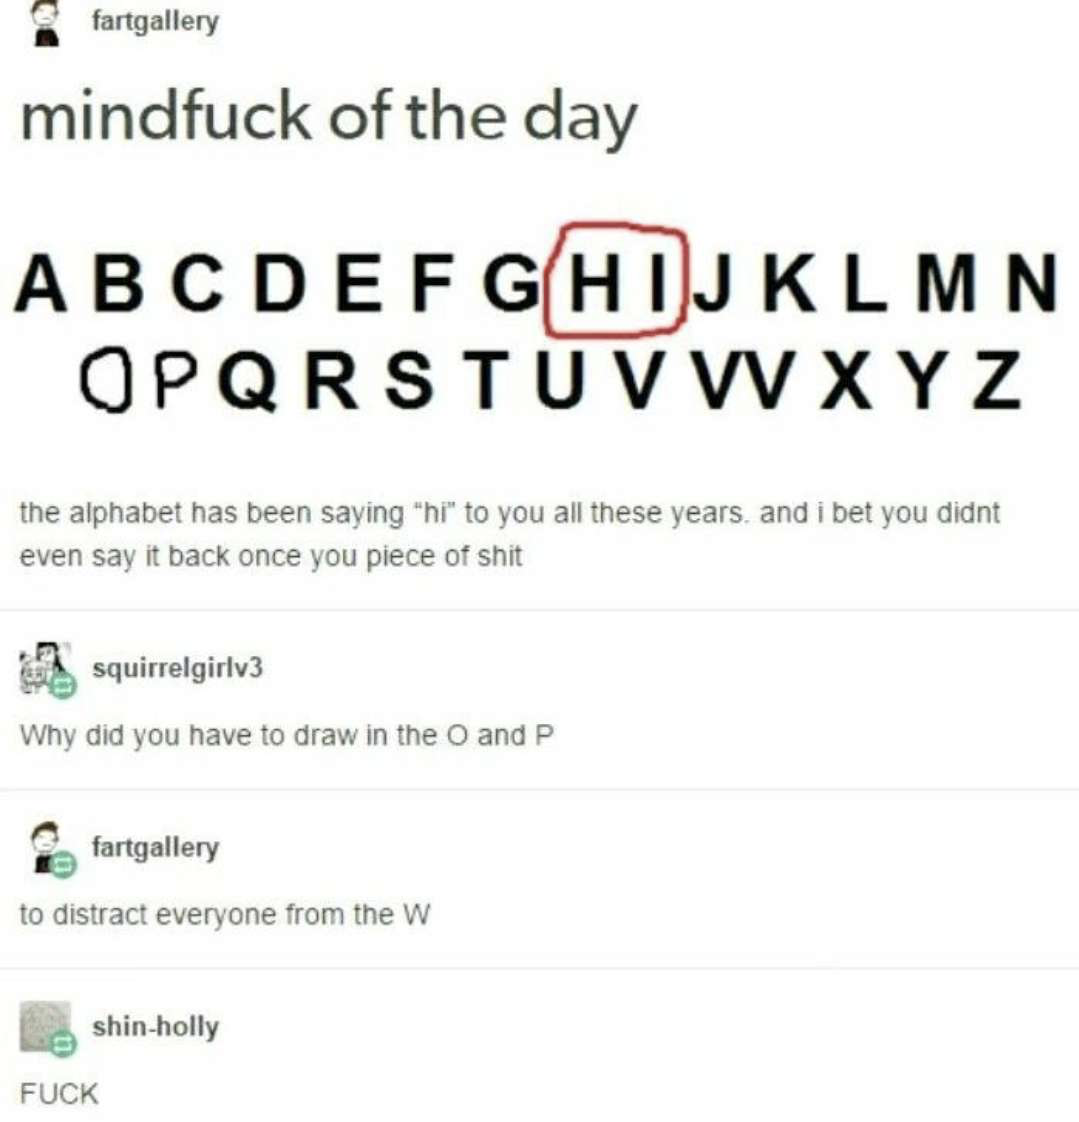 fartgallery
mindfuck of the day
A B C D E F G H I J K L M N
O P Q R S T U V VV X Y Z
the alphabet has been saying "hi" to you all these years. and i bet you didnt
even say it back once you piece of shit
squirrelgirlv3
Why did you have to draw in the O and P
fartgallery
to distract everyone from the W
shin-holly
FUCK